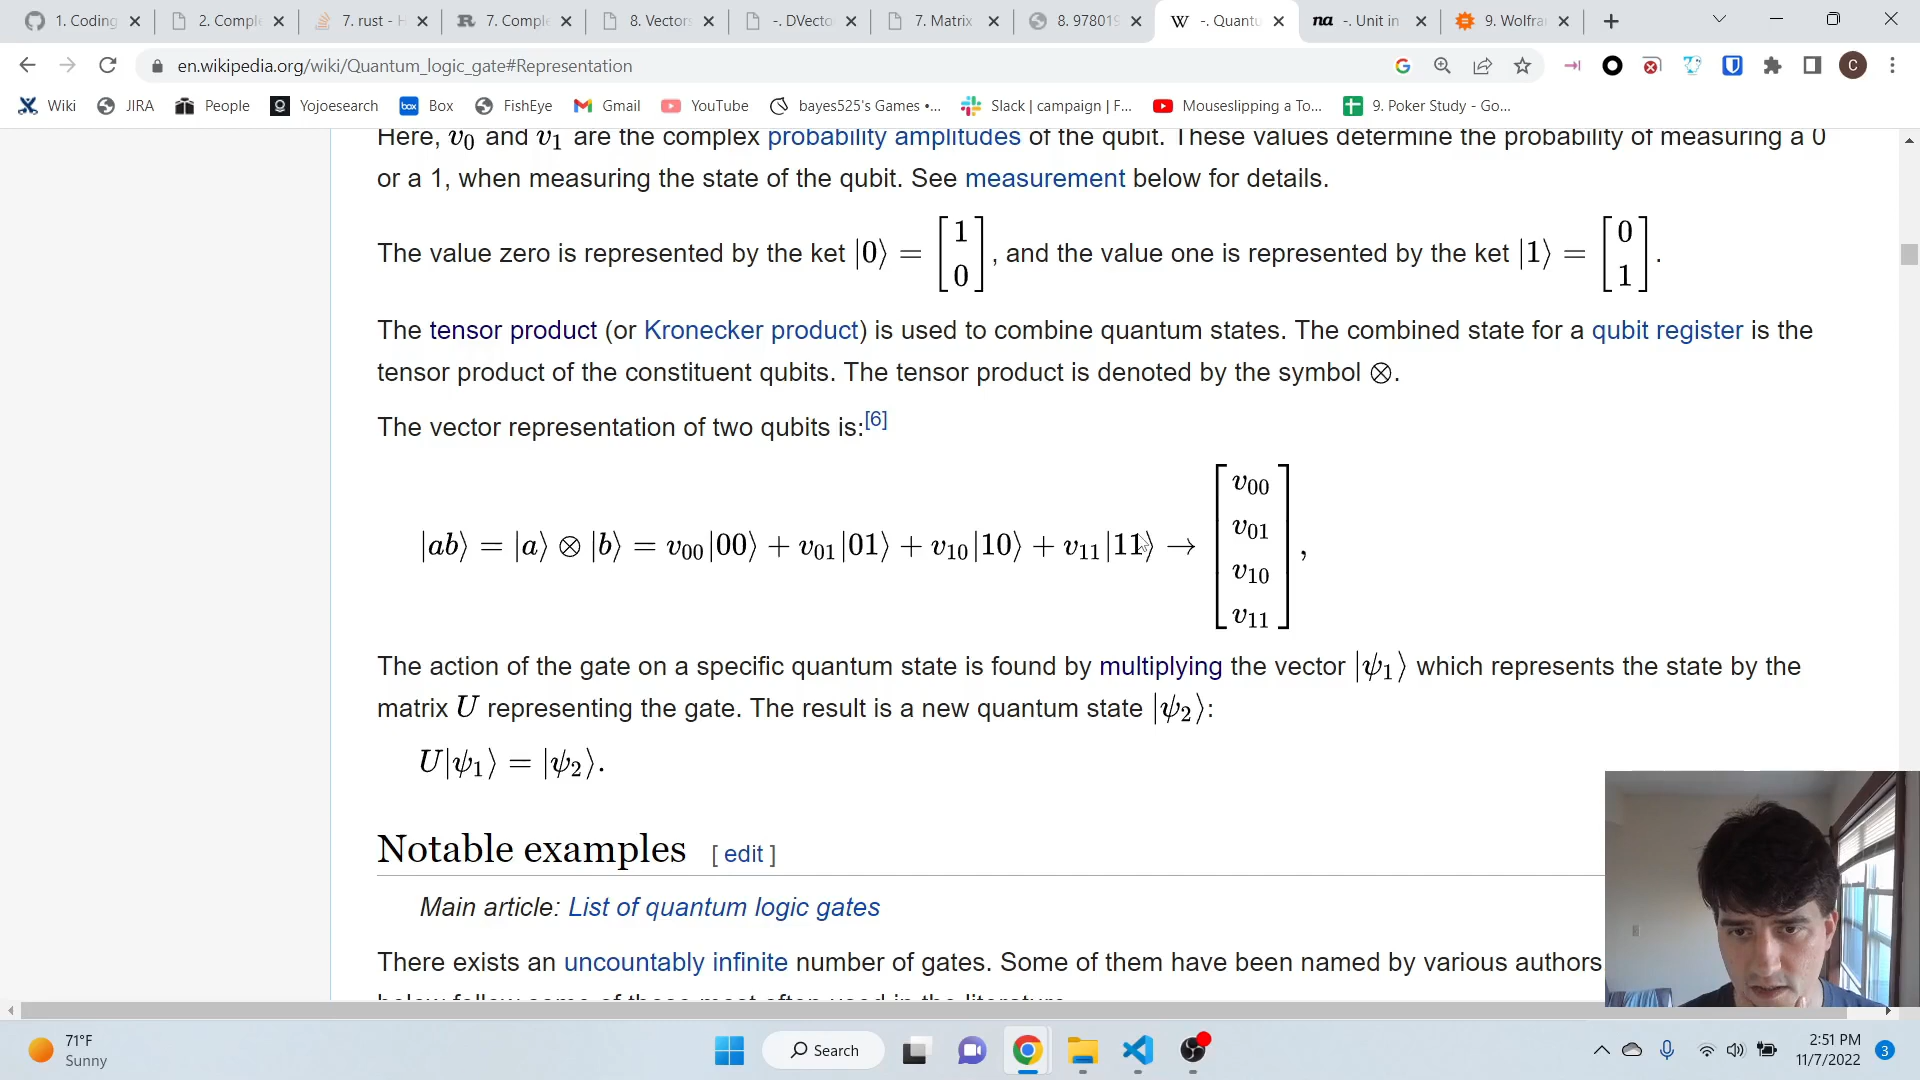 1. Coding
2. Compl
7. rust - H
7. Comple
8. Vectors
-. DVecto
7. Matrix
8. 978019
W -. Quantu
na -. Unit in
9. Wolfra
en.wikipedia.org/wiki/Quantum_logic_gate#Representation
C
Wiki JIRA People Yojoesearch box Box FishEye Gmail YouTube bayes525's Games •... Slack | campaign | F... Mouseslipping a To... 9. Poker Study - Go...
Here, v₀ and v₁ are the complex probability amplitudes of the qubit. These values determine the probability of measuring a 0
or a 1, when measuring the state of the qubit. See measurement below for details.
The value zero is represented by the ket |0⟩ = [1 0], and the value one is represented by the ket |1⟩ = [0 1].
The tensor product (or Kronecker product) is used to combine quantum states. The combined state for a qubit register is the
tensor product of the constituent qubits. The tensor product is denoted by the symbol ⊗.
The vector representation of two qubits is:[6]
|ab⟩ = |a⟩ ⊗ |b⟩ = v₀₀|00⟩ + v₀₁|01⟩ + v₁₀|10⟩ + v₁₁|11⟩ → [v₀₀ v₀₁ v₁₀ v₁₁],
The action of the gate on a specific quantum state is found by multiplying the vector |ψ₁⟩ which represents the state by the
matrix U representing the gate. The result is a new quantum state |ψ₂⟩:
U|ψ₁⟩ = |ψ₂⟩.
Notable examples [ edit ]
Main article: List of quantum logic gates
There exists an uncountably infinite number of gates. Some of them have been named by various authors
71°F
Sunny
Search
2:51 PM
11/7/2022
3